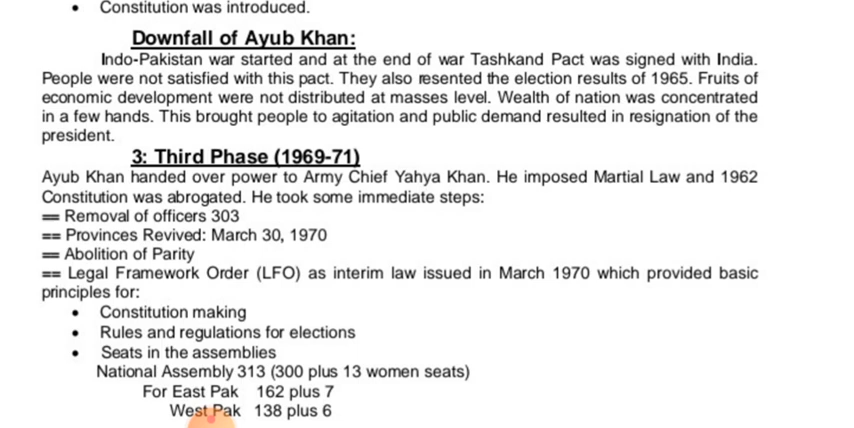 • Constitution was introduced.
Downfall of Ayub Khan:
Indo-Pakistan war started and at the end of war Tashkand Pact was signed with India.
People were not satisfied with this pact. They also resented the election results of 1965. Fruits of
economic development were not distributed at masses level. Wealth of nation was concentrated
in a few hands. This brought people to agitation and public demand resulted in resignation of the
president.
3: Third Phase (1969-71)
Ayub Khan handed over power to Army Chief Yahya Khan. He imposed Martial Law and 1962
Constitution was abrogated. He took some immediate steps:
== Removal of officers 303
== Provinces Revived: March 30, 1970
== Abolition of Parity
== Legal Framework Order (LFO) as interim law issued in March 1970 which provided basic
principles for:
• Constitution making
• Rules and regulations for elections
• Seats in the assemblies
National Assembly 313 (300 plus 13 women seats)
For East Pak 162 plus 7
West Pak 138 plus 6